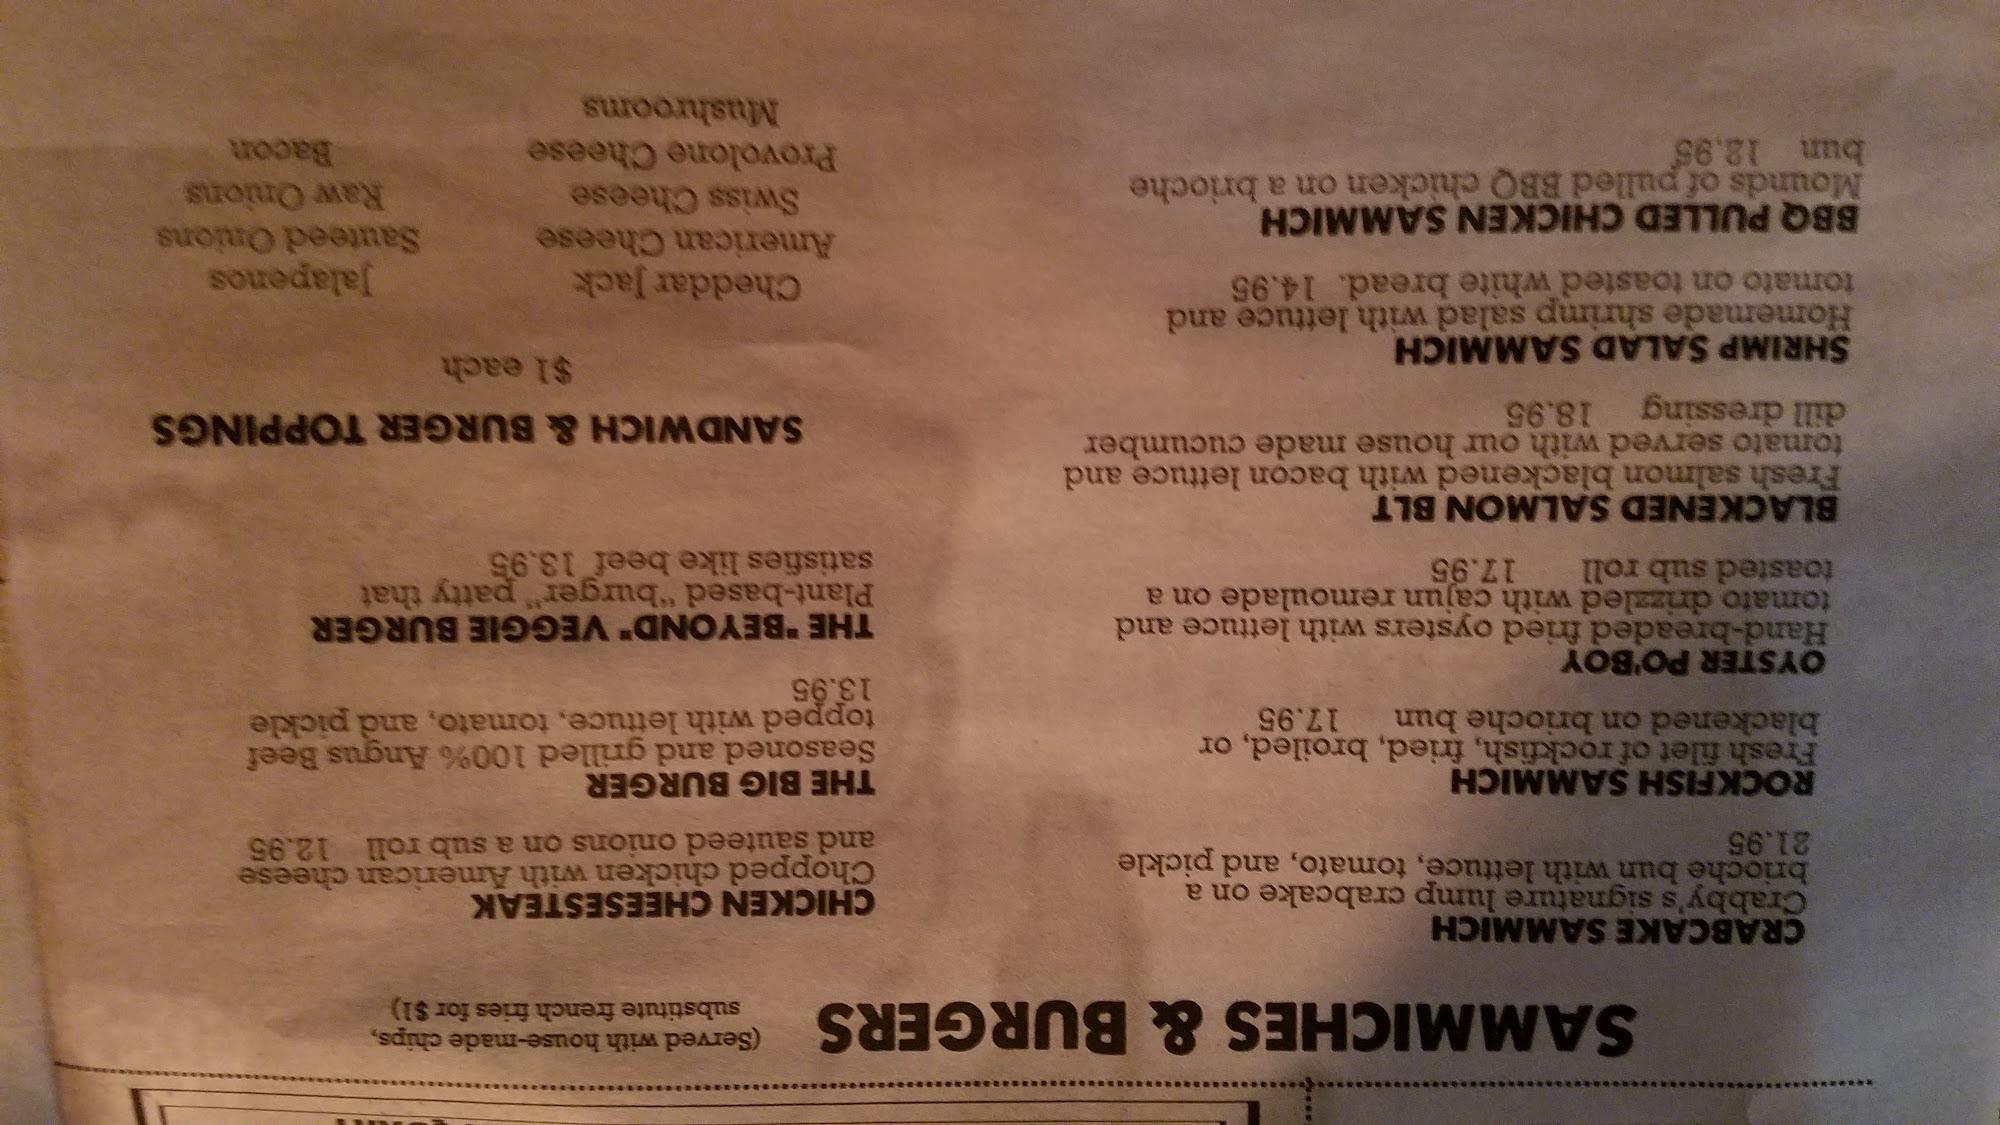 SAMMICHES & BURGERS
(Served with house-made chips,
substitute french fries for $1)
CRABCAKE SAMMICH
Crabby's signature lump crabcake on a
brioche bun with lettuce, tomato, and pickle
21.95
ROCKFISH SAMMICH
Fresh filet of rockfish, fried, broiled, or
blackened on brioche bun 17.95
OYSTER PO'BOY
Hand-breaded fried oysters with lettuce and
tomato drizzled with cajun remoulade on a
toasted sub roll 17.95
BLACKENED SALMON BLT
Fresh salmon blackened with bacon lettuce and
tomato served with our house made cucumber
dill dressing 18.95
SHRIMP SALAD SAMMICH
Homemade shrimp salad with lettuce and
tomato on toasted white bread. 14.95
BBQ PULLED CHICKEN SAMMICH
Mounds of pulled BBQ chicken on a brioche
bun 12.95
CHICKEN CHEESESTEAK
Chopped chicken with American cheese
and sauteed onions on a sub roll 12.95
THE BIG BURGER
Seasoned and grilled 100% Angus Beef
topped with lettuce, tomato, and pickle
13.95
THE "BEYOND" VEGGIE BURGER
Plant-based "burger" patty that
satisfies like beef 13.95
SANDWICH & BURGER TOPPINGS
$1 each
Cheddar Jack
American Cheese
Swiss Cheese
Provolone Cheese
Mushrooms
Jalapenos
Sauteed Onions
Raw Onions
Bacon